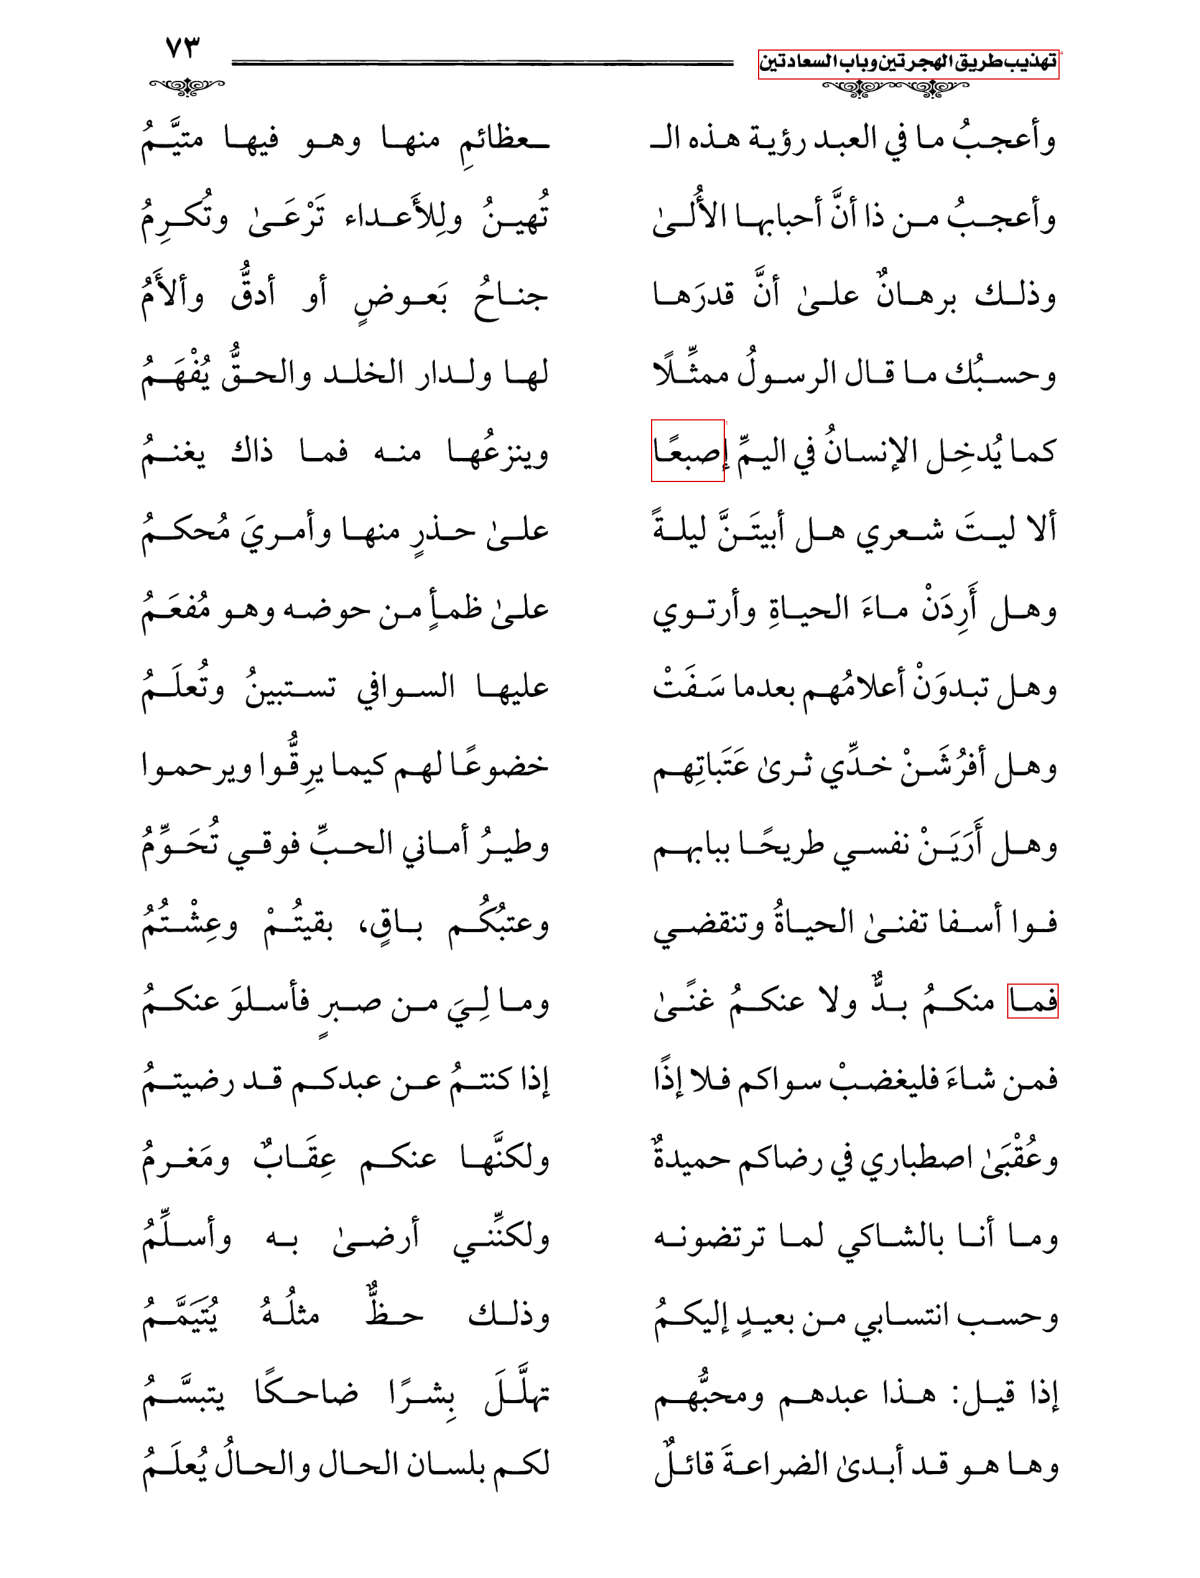 تهذيب طريق الهجرتين وباب السعادتين ٧٣
وأعجبُ ما في العبد رؤية هذه الـ ـعظائمِ منها وهو فيها متيَّمُ
وأعجبُ من ذا أنَّ أحبابها الأُلىٰ تُهينُ ولِلأَعداء تَرْعَىٰ وتُكرِمُ
وذلك برهانٌ علىٰ أنَّ قدرَها جناحُ بَعوضٍ أو أدقُّ وألأَمُ
وحسبُك ما قال الرسولُ ممثِّلًا لها ولدار الخلد والحقُّ يُفْهَمُ
كما يُدخِل الإنسانُ في اليمِّ إصبعًا وينزعُها منه فما ذاك يغنمُ
ألا ليتَ شعري هل أبيتَنَّ ليلةً علىٰ حذرٍ منها وأمريَ مُحكمُ
وهل أَرِدَنْ ماءَ الحياةِ وأرتوي علىٰ ظمأٍ من حوضه وهو مُفعَمُ
وهل تبدوَنْ أعلامُهم بعدما سَفَتْ عليها السوافي تستبينُ وتُعلَمُ
وهل أفرُشَنْ خدِّي ثرىٰ عَتَباتِهم خضوعًا لهم كيما يرِقُّوا ويرحموا
وهل أَرَيَنْ نفسي طريحًا ببابهم وطيرُ أماني الحبِّ فوقي تُحَوِّمُ
فوا أسفا تفنىٰ الحياةُ وتنقضي وعتبُكُم باقٍ، بقيتُمْ وعِشْتُمُ
فما منكمُ بدٌّ ولا عنكمُ غنًىٰ وما لِيَ من صبرٍ فأسلوَ عنكمُ
فمن شاءَ فليغضبْ سواكم فلا إذًا إذا كنتمُ عن عبدكم قد رضيتمُ
وعُقْبَىٰ اصطباري في رضاكم حميدةٌ ولكنَّها عنكم عِقَابٌ ومَغرمُ
وما أنا بالشاكي لما ترتضونه ولكنِّني أرضىٰ به وأسلِّمُ
وحسب انتسابي من بعيدٍ إليكمُ وذلك حظٌّ مثلُهُ يُتَيَمَّمُ
إذا قيل: هذا عبدهم ومحبُّهم تهلَّلَ بِشرًا ضاحكًا يتبسَّمُ
وها هو قد أبدىٰ الضراعةَ قائلٌ لكم بلسان الحال والحالُ يُعلَمُ